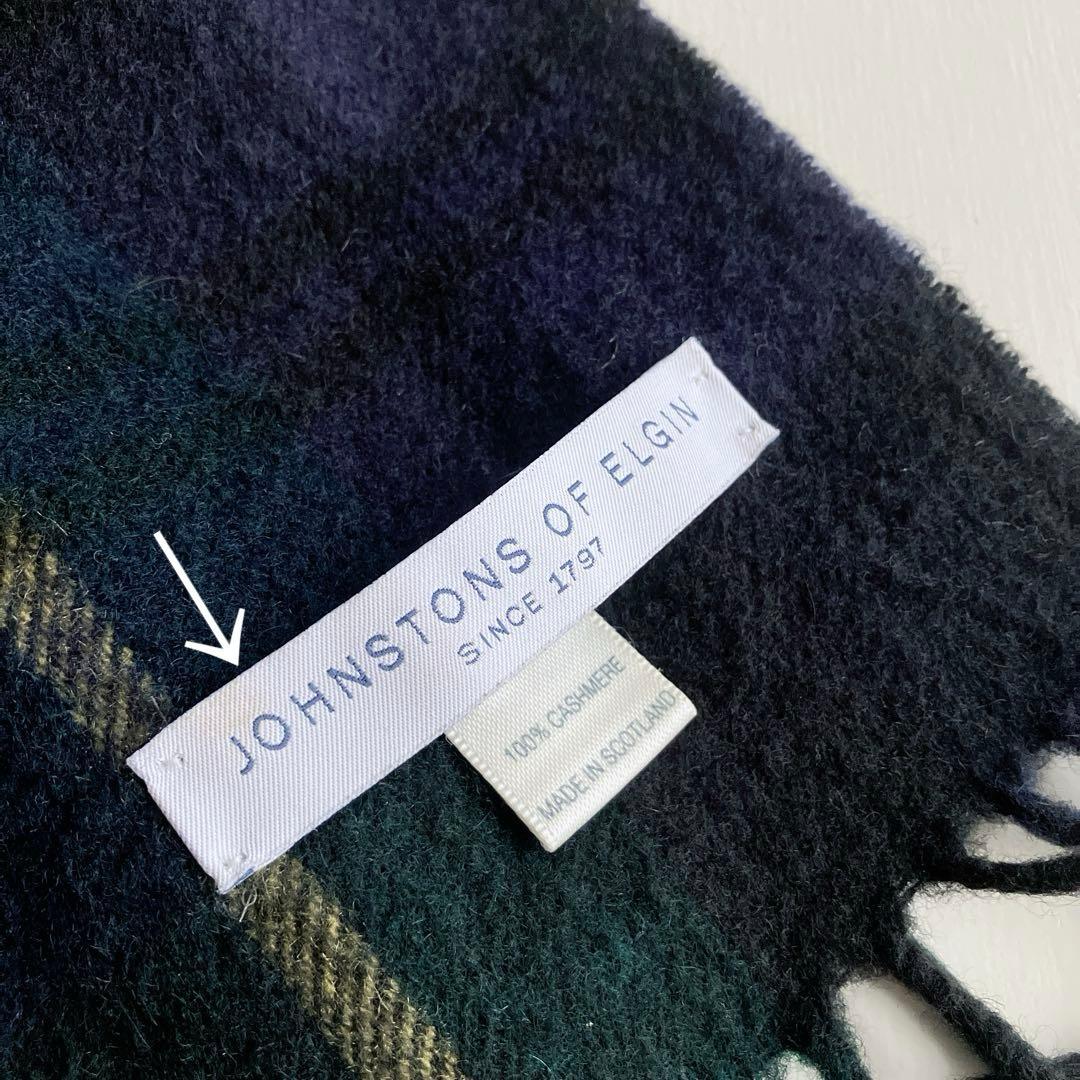 JOHNSTONS OF ELGIN
SINCE 1797
100% CASHMERE
MADE IN SCOTLAND